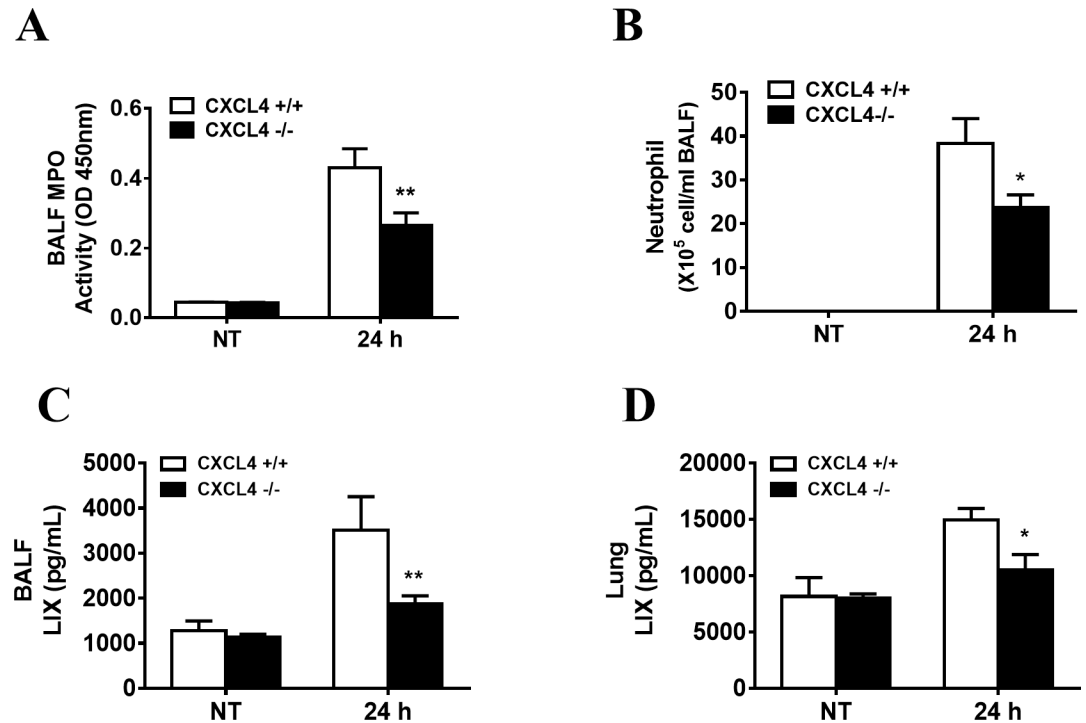 A
BALF MPO
Activity (OD 450nm)
0.6
0.4
0.2
0.0
CXCL4 +/+
CXCL4 -/-
**
NT
24 h
B
Neutrophil
(X10⁵ cell/ml BALF)
50
40
30
20
10
0
CXCL4 +/+
CXCL4-/-
*
NT
24 h
C
BALF
LIX (pg/mL)
5000
4000
3000
2000
1000
0
CXCL4 +/+
CXCL4 -/-
**
NT
24 h
D
Lung
LIX (pg/mL)
20000
15000
10000
5000
0
CXCL4 +/+
CXCL4 -/-
*
NT
24 h